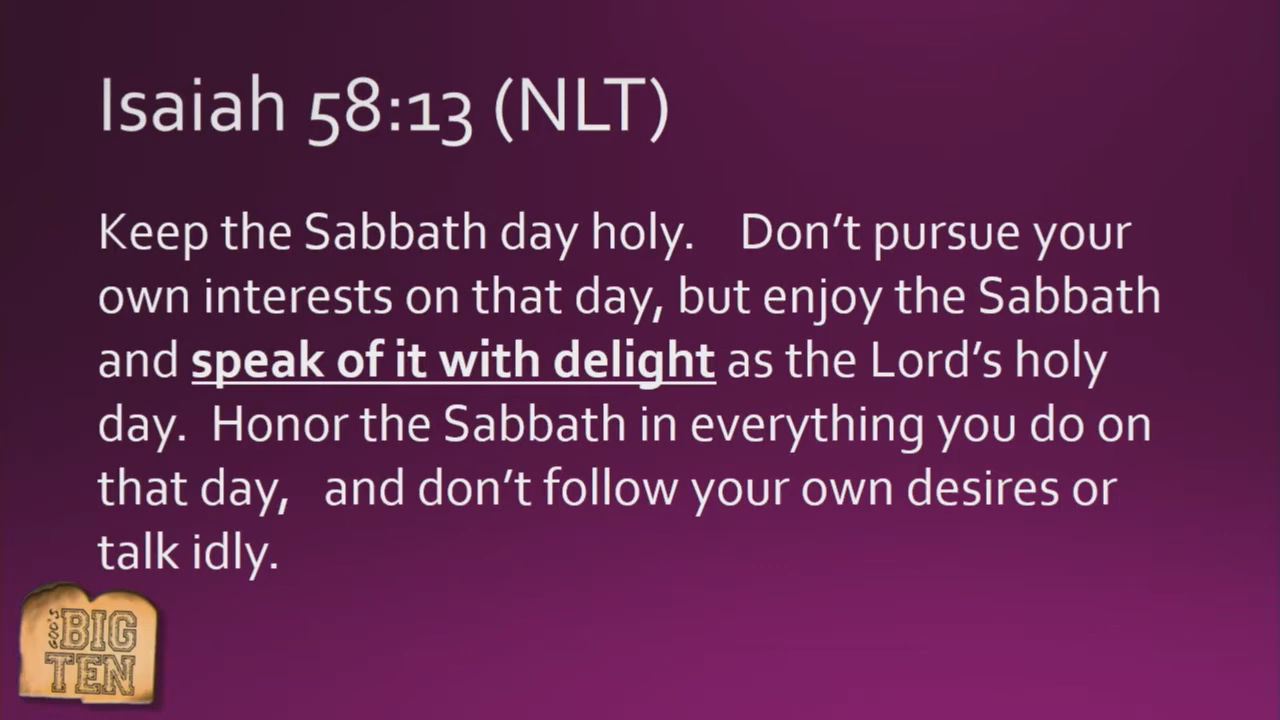 Isaiah 58:13 (NLT)
Keep the Sabbath day holy.    Don’t pursue your
own interests on that day, but enjoy the Sabbath
and speak of it with delight as the Lord’s holy
day.  Honor the Sabbath in everything you do on
that day,   and don’t follow your own desires or
talk idly.
GOD'S
BIG
TEN